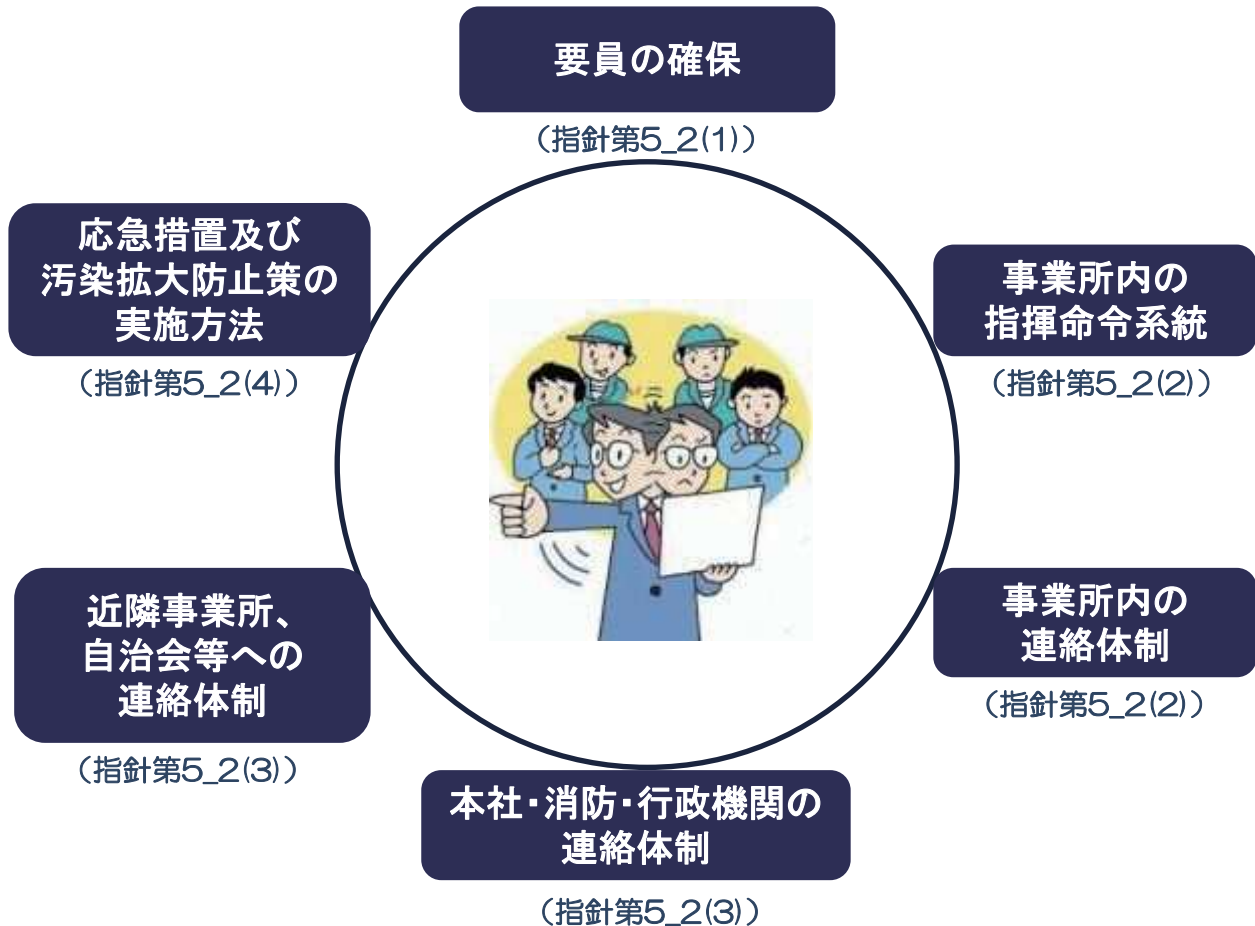 要員の確保
（指針第5_2(1)）
事業所内の
指揮命令系統
（指針第5_2(2)）
事業所内の
連絡体制
（指針第5_2(2)）
本社・消防・行政機関の
連絡体制
（指針第5_2(3)）
近隣事業所、
自治会等への
連絡体制
（指針第5_2(3)）
応急措置及び
汚染拡大防止策の
実施方法
（指針第5_2(4)）